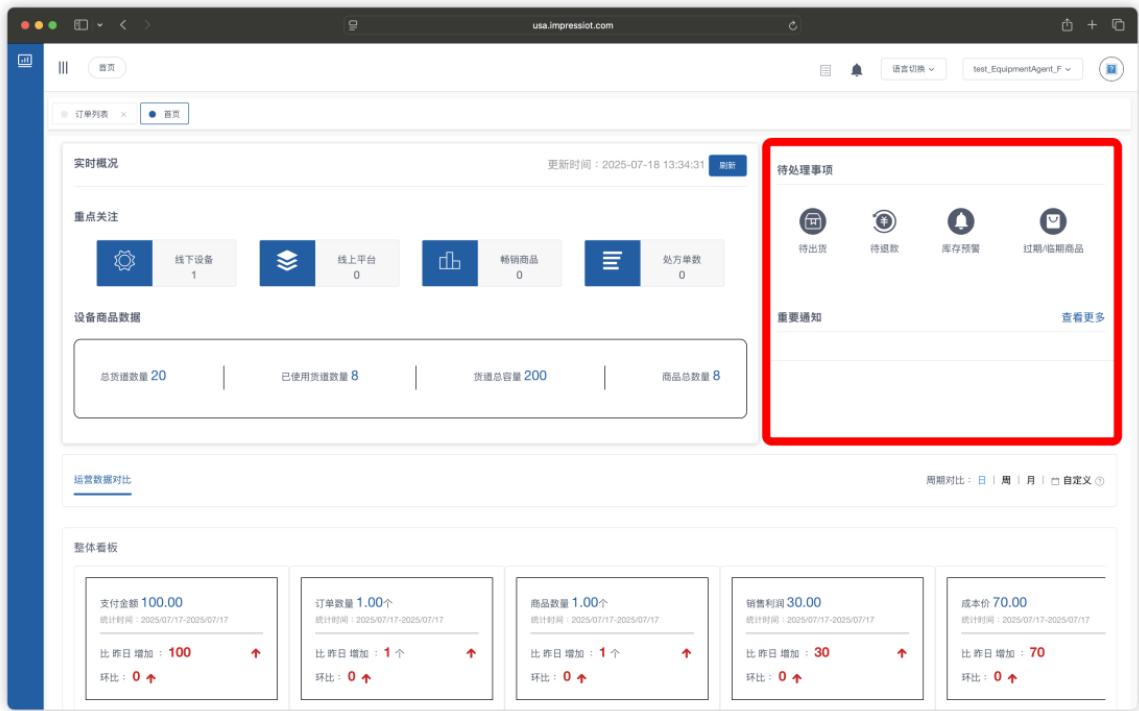 usa.impressiot.com
首页
语言切换
test_EquipmentAgent_F
订单列表 ×
首页
实时概况
更新时间：2025-07-18 13:34:31
刷新
重点关注
线下设备
1
线上平台
0
畅销商品
0
处方单数
0
设备商品数据
总货道数量 20
已使用货道数量 8
货道总容量 200
商品总数量 8
待处理事项
待出货
待退款
库存预警
过期/临期商品
重要通知
查看更多
运营数据对比
周期对比： 日 | 周 | 月 | 自定义
整体看板
支付金额 100.00
统计时间：2025/07/17-2025/07/17
比 昨日 增加 ： 100
环比： 0
订单数量 1.00个
统计时间：2025/07/17-2025/07/17
比 昨日 增加 ： 1 个
环比： 0
商品数量 1.00个
统计时间：2025/07/17-2025/07/17
比 昨日 增加 ： 1 个
环比： 0
销售利润 30.00
统计时间：2025/07/17-2025/07/17
比 昨日 增加 ： 30
环比： 0
成本价 70.00
统计时间：2025/07/17-2025/07/17
比 昨日 增加 ： 70
环比： 0